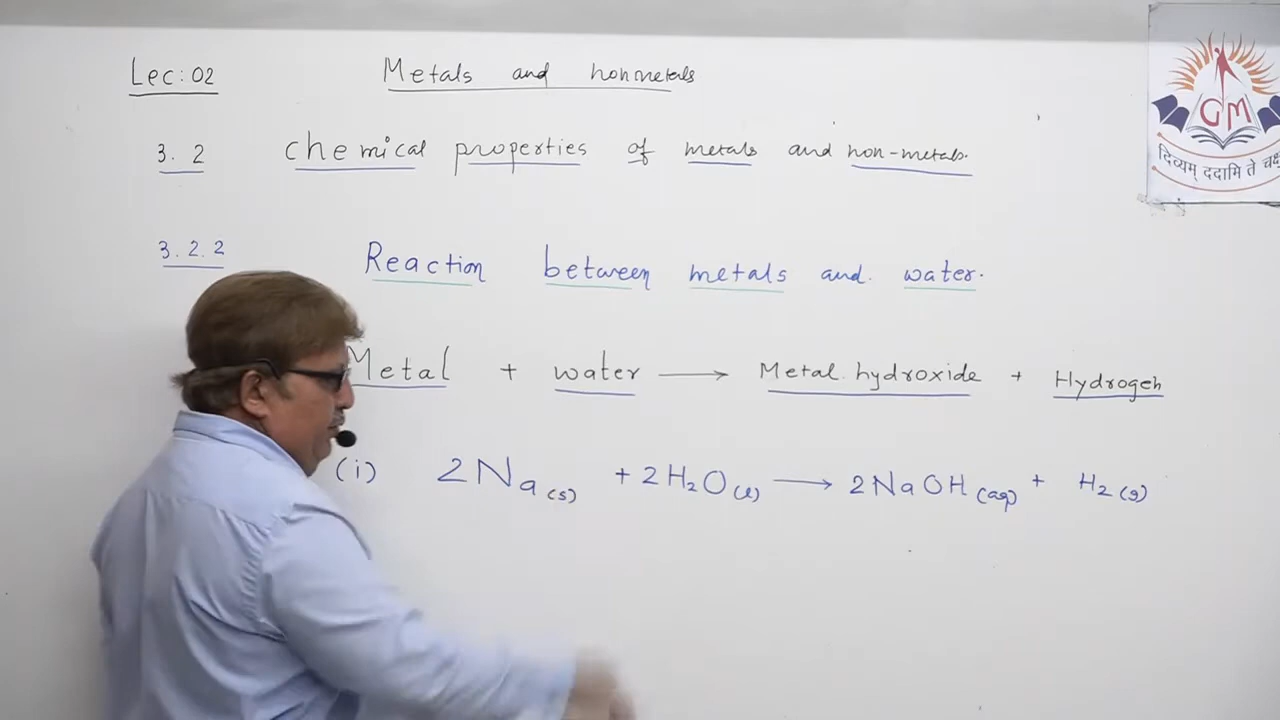 Lec: 02 Metals and nonmetals
3. 2 chemical properties of metals and non-metals.
3. 2. 2 Reaction between metals and. water.
Metal + water ⟶ Metal hydroxide + Hydrogen
(i) 2Na(s) + 2H₂O(l) ⟶ 2NaOH(aq) + H₂(g)
GM
दिव्यम् ददामि ते